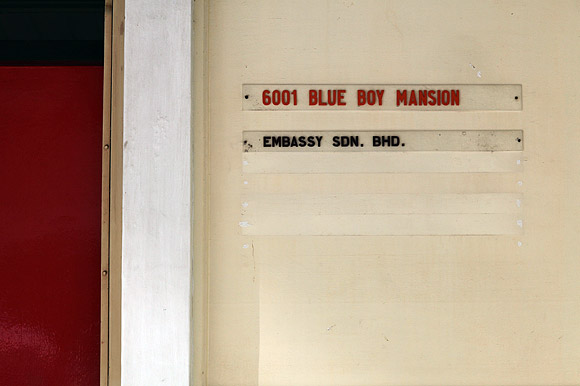 6001 BLUE BOY MANSION
EMBASSY SDN. BHD.